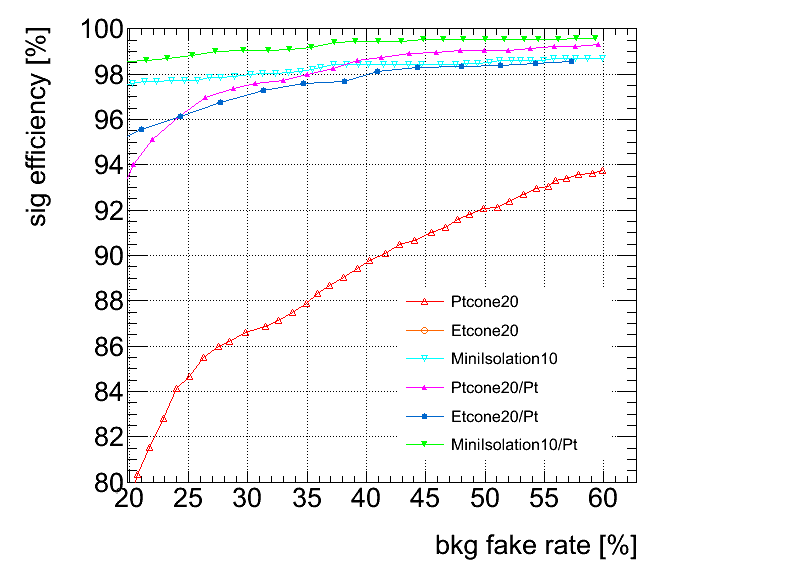 sig efficiency [%]
100
98
96
94
92
90
88
86
84
82
80
Ptcone20
Etcone20
MiniIsolation10
Ptcone20/Pt
Etcone20/Pt
MiniIsolation10/Pt
20 25 30 35 40 45 50 55 60
bkg fake rate [%]